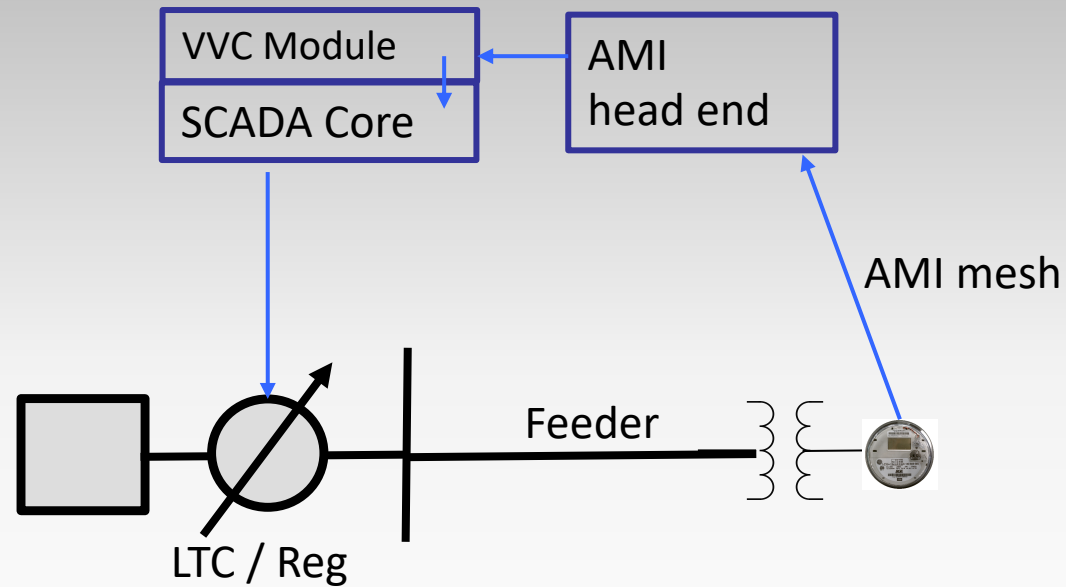 VVC Module
SCADA Core
AMI
head end
AMI mesh
Feeder
LTC / Reg